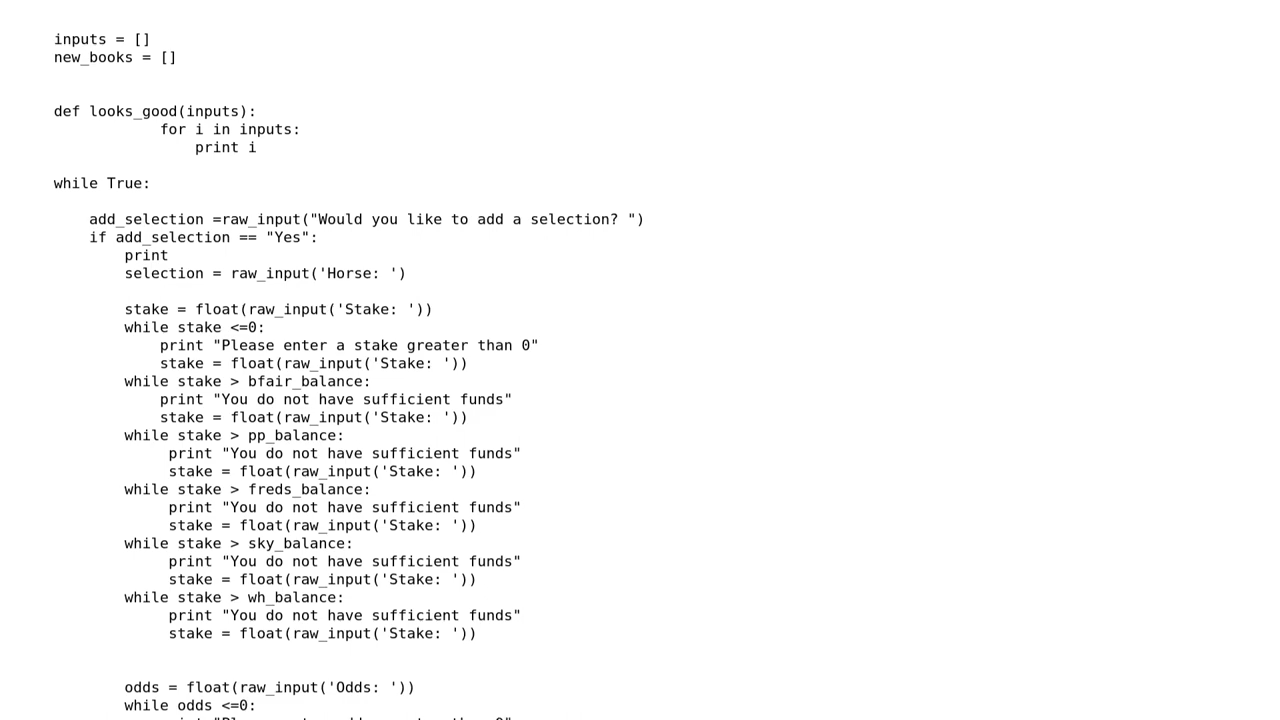 inputs = []
new_books = []
def looks_good(inputs):
for i in inputs:
print i
while True:
add_selection =raw_input("Would you like to add a selection? ")
if add_selection == "Yes":
print
selection = raw_input('Horse: ')
stake = float(raw_input('Stake: '))
while stake <=0:
print "Please enter a stake greater than 0"
stake = float(raw_input('Stake: '))
while stake > bfair_balance:
print "You do not have sufficient funds"
stake = float(raw_input('Stake: '))
while stake > pp_balance:
print "You do not have sufficient funds"
stake = float(raw_input('Stake: '))
while stake > freds_balance:
print "You do not have sufficient funds"
stake = float(raw_input('Stake: '))
while stake > sky_balance:
print "You do not have sufficient funds"
stake = float(raw_input('Stake: '))
while stake > wh_balance:
print "You do not have sufficient funds"
stake = float(raw_input('Stake: '))
odds = float(raw_input('Odds: '))
while odds <=0: